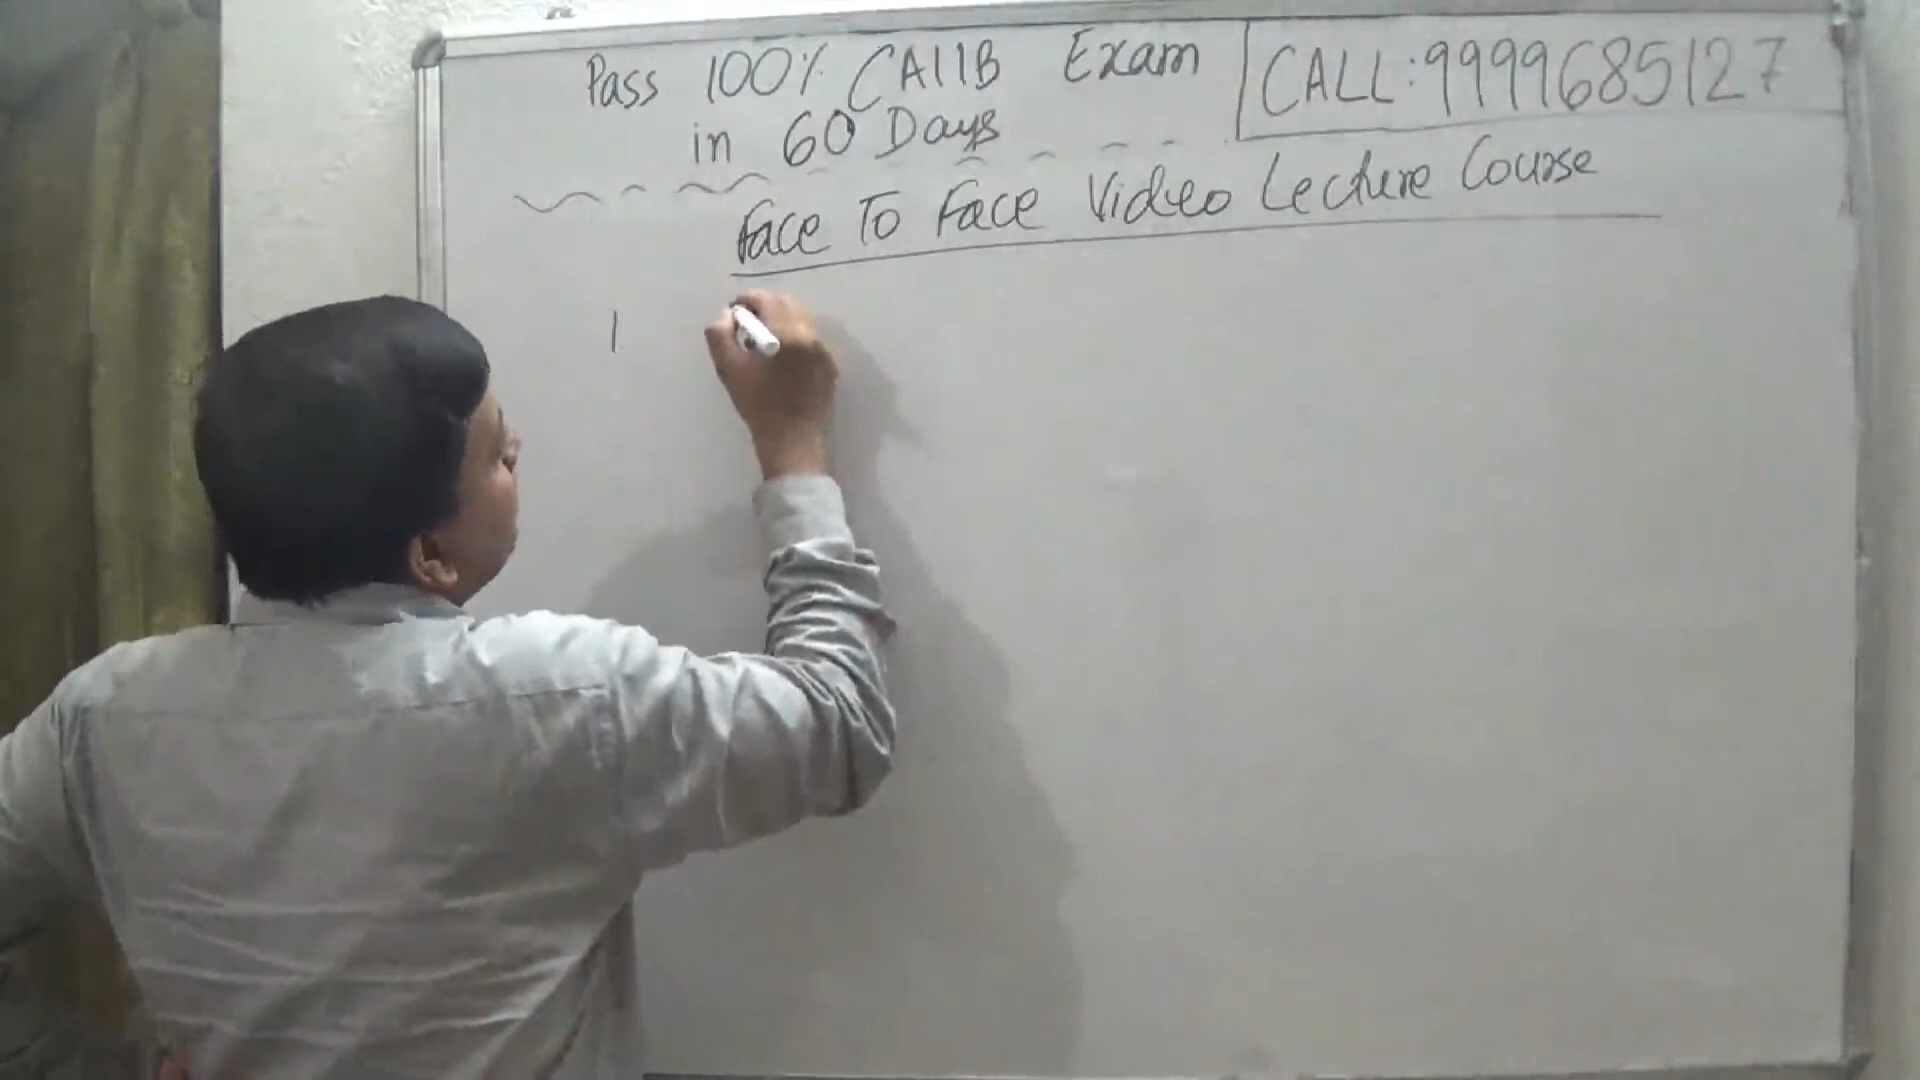 Pass 100% CAIIB Exam
in 60 Days
CALL:9999685127
Face To Face Video Lecture Course
1